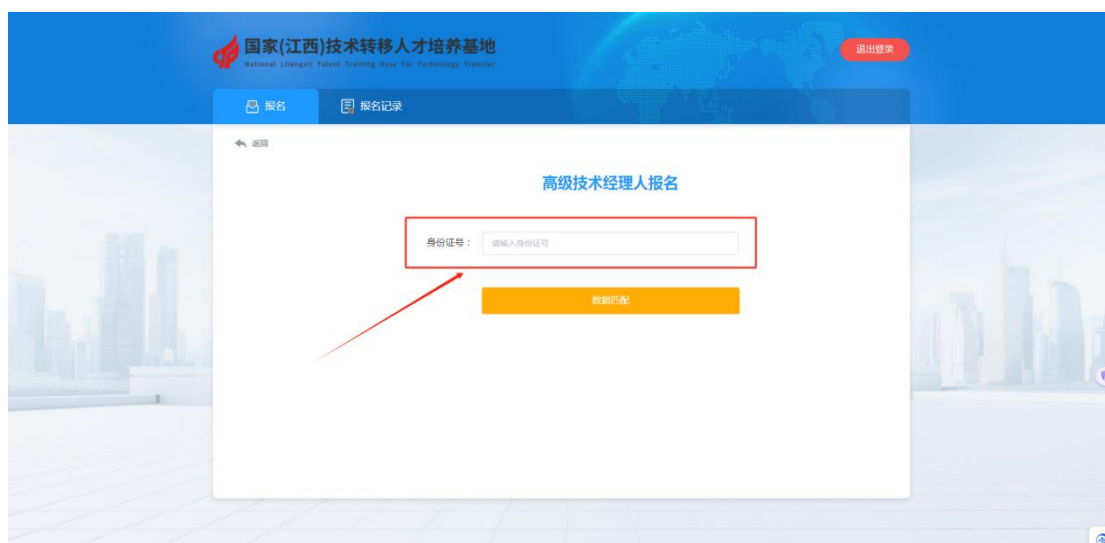 国家(江西)技术转移人才培养基地
National (Jiangxi) Talent Training Base For Technology Transfer
退出登录
报名
报名记录
返回
高级技术经理人报名
身份证号：
请输入身份证号
数据匹配